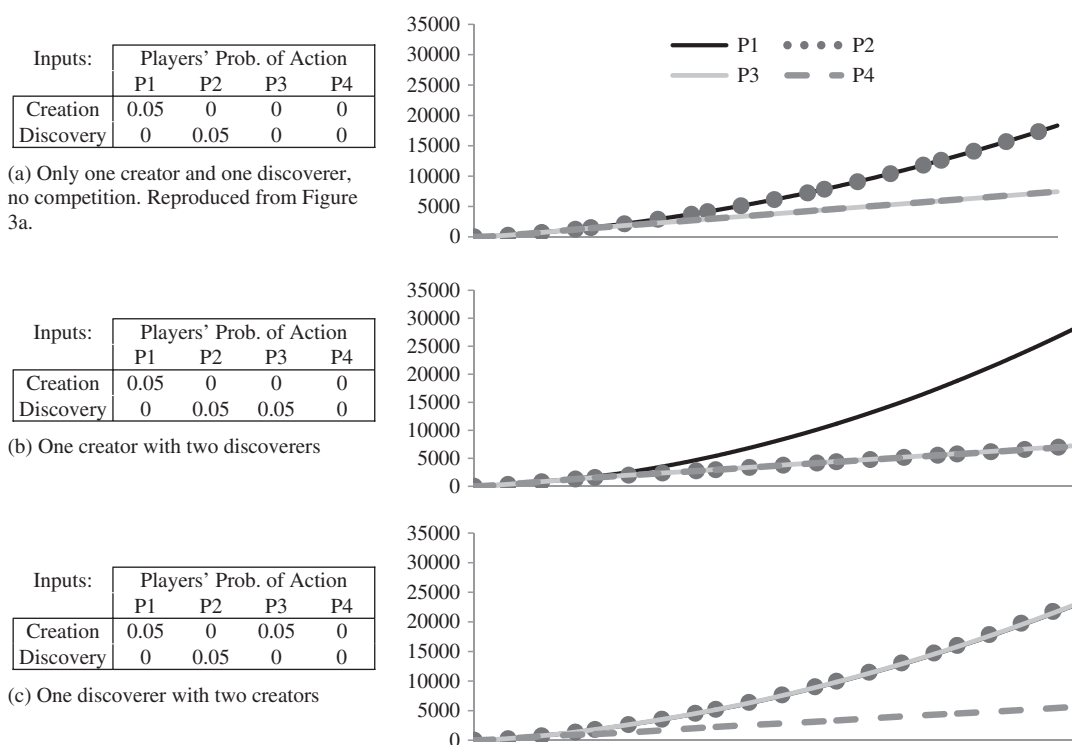 Inputs: Players' Prob. of Action
P1 P2 P3 P4
Creation 0.05 0 0 0
Discovery 0 0.05 0 0
(a) Only one creator and one discoverer,
no competition. Reproduced from Figure
3a.
35000
30000
25000
20000
15000
10000
5000
0
P1 P2
P3 P4
Inputs: Players' Prob. of Action
P1 P2 P3 P4
Creation 0.05 0 0 0
Discovery 0 0.05 0.05 0
(b) One creator with two discoverers
35000
30000
25000
20000
15000
10000
5000
0
Inputs: Players' Prob. of Action
P1 P2 P3 P4
Creation 0.05 0 0.05 0
Discovery 0 0.05 0 0
(c) One discoverer with two creators
35000
30000
25000
20000
15000
10000
5000
0